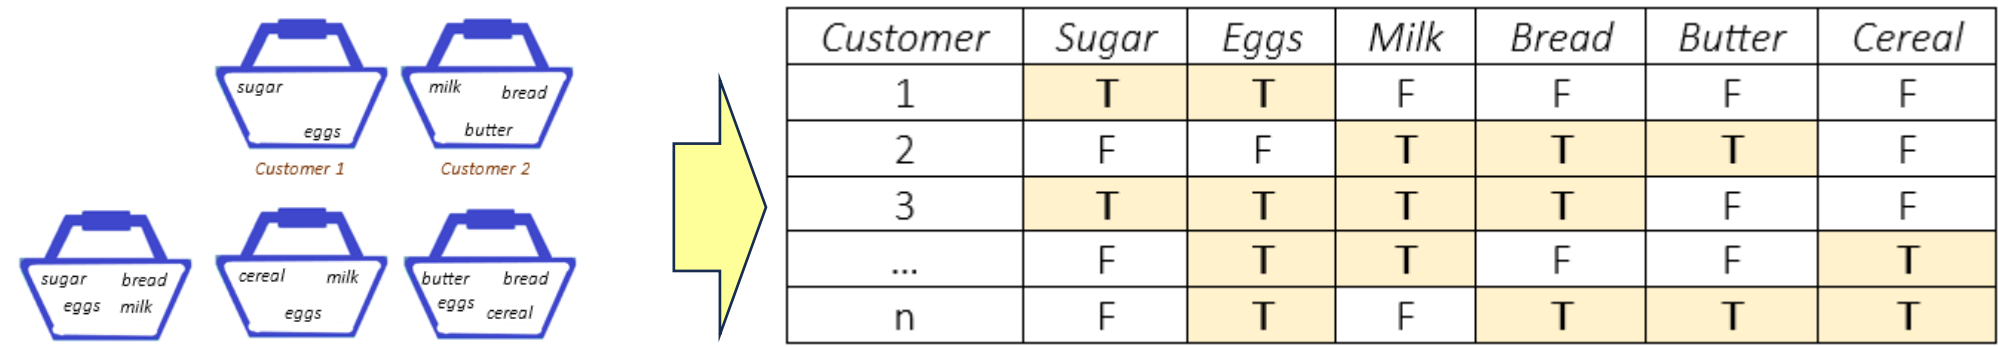 sugar
eggs
Customer 1
milk bread
butter
Customer 2
sugar bread
eggs milk
cereal milk
eggs
butter bread
eggs cereal
Customer Sugar Eggs Milk Bread Butter Cereal
1 T T F F F F
2 F F T T T F
3 T T T T F F
... F T T F F T
n F T F T T T